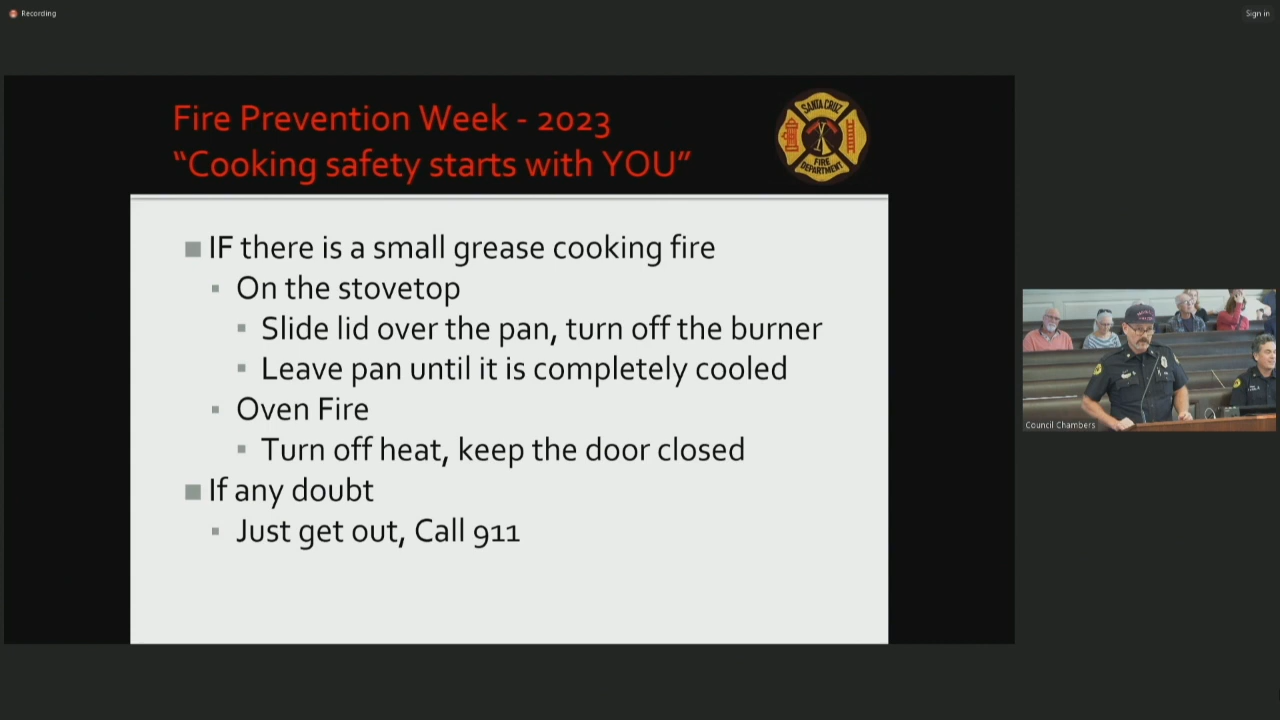 Recording
Sign in
Fire Prevention Week - 2023
“Cooking safety starts with YOU”
SANTA CRUZ
FIRE
DEPARTMENT
IF there is a small grease cooking fire
On the stovetop
Slide lid over the pan, turn off the burner
Leave pan until it is completely cooled
Oven Fire
Turn off heat, keep the door closed
If any doubt
Just get out, Call 911
Council Chambers